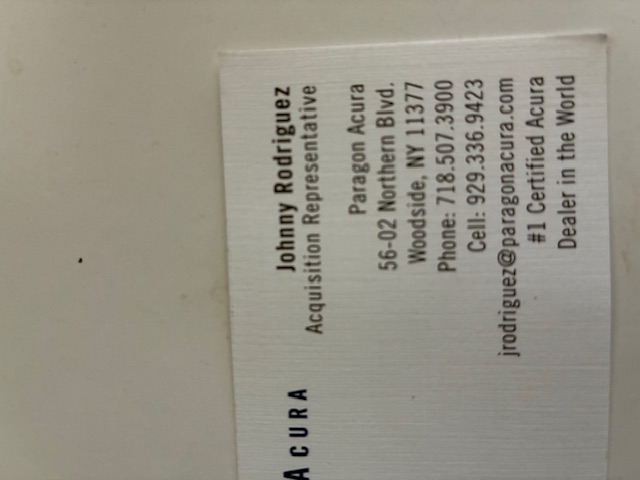 Johnny Rodriguez
Acquisition Representative
Paragon Acura
56-02 Northern Blvd.
Woodside, NY 11377
Phone: 718.507.3900
Cell: 929.336.9423
jrodriguez@paragonacura.com
#1 Certified Acura
Dealer in the World
ACURA